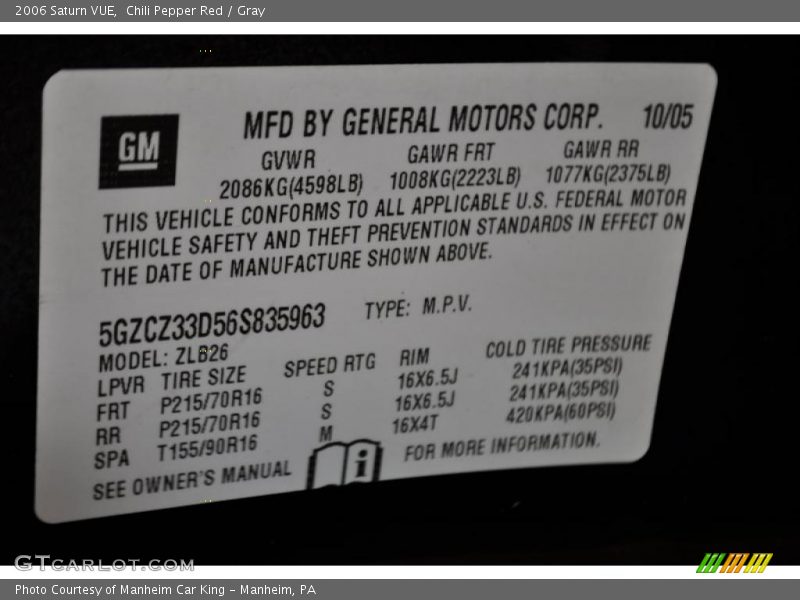 2006 Saturn VUE, Chili Pepper Red / Gray
GM
MFD BY GENERAL MOTORS CORP. 10/05
GVWR GAWR FRT GAWR RR
2086KG(4598LB) 1008KG(2223LB) 1077KG(2375LB)
THIS VEHICLE CONFORMS TO ALL APPLICABLE U.S. FEDERAL MOTOR
VEHICLE SAFETY AND THEFT PREVENTION STANDARDS IN EFFECT ON
THE DATE OF MANUFACTURE SHOWN ABOVE.
5GZCZ33D56S835963 TYPE: M.P.V.
MODEL: ZLB26
LPVR TIRE SIZE SPEED RTG RIM COLD TIRE PRESSURE
FRT P215/70R16 S 16X6.5J 241KPA(35PSI)
RR P215/70R16 S 16X6.5J 241KPA(35PSI)
SPA T155/90R16 M 16X4T 420KPA(60PSI)
SEE OWNER'S MANUAL i FOR MORE INFORMATION.
GTCARLOT.COM
Photo Courtesy of Manheim Car King - Manheim, PA